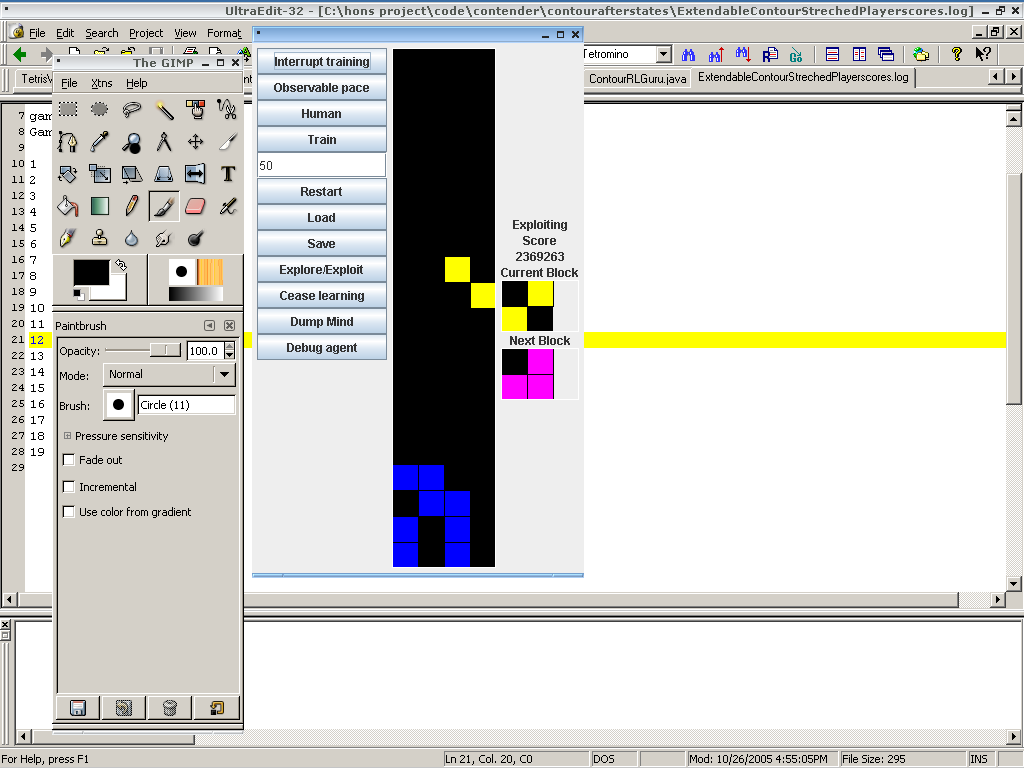 UltraEdit-32 - [C:\hons project\code\contender\contourafterstates\ExtendableContourStrechedPlayerscores.log]
File Edit Search Project View Format
Tetromino
ContourRLGuru.java ExtendableContourStrechedPlayerscores.log
The GIMP
File Xtns Help
Paintbrush
Opacity: 100.0
Mode: Normal
Brush: Circle (11)
Pressure sensitivity
Fade out
Incremental
Use color from gradient
7 gam
8 Gam
9
10 1
11 2
12 3
13 4
14 5
15 6
16 7
17 8
18 9
19 10
20 11
21 12
22 13
23 14
24 15
25 16
26 17
27 18
28 19
29
Interrupt training
Observable pace
Human
Train
50
Restart
Load
Save
Explore/Exploit
Cease learning
Dump Mind
Debug agent
Exploiting
Score
2369263
Current Block
Next Block
For Help, press F1 Ln 21, Col. 20, C0 DOS Mod: 10/26/2005 4:55:05PM File Size: 295 INS